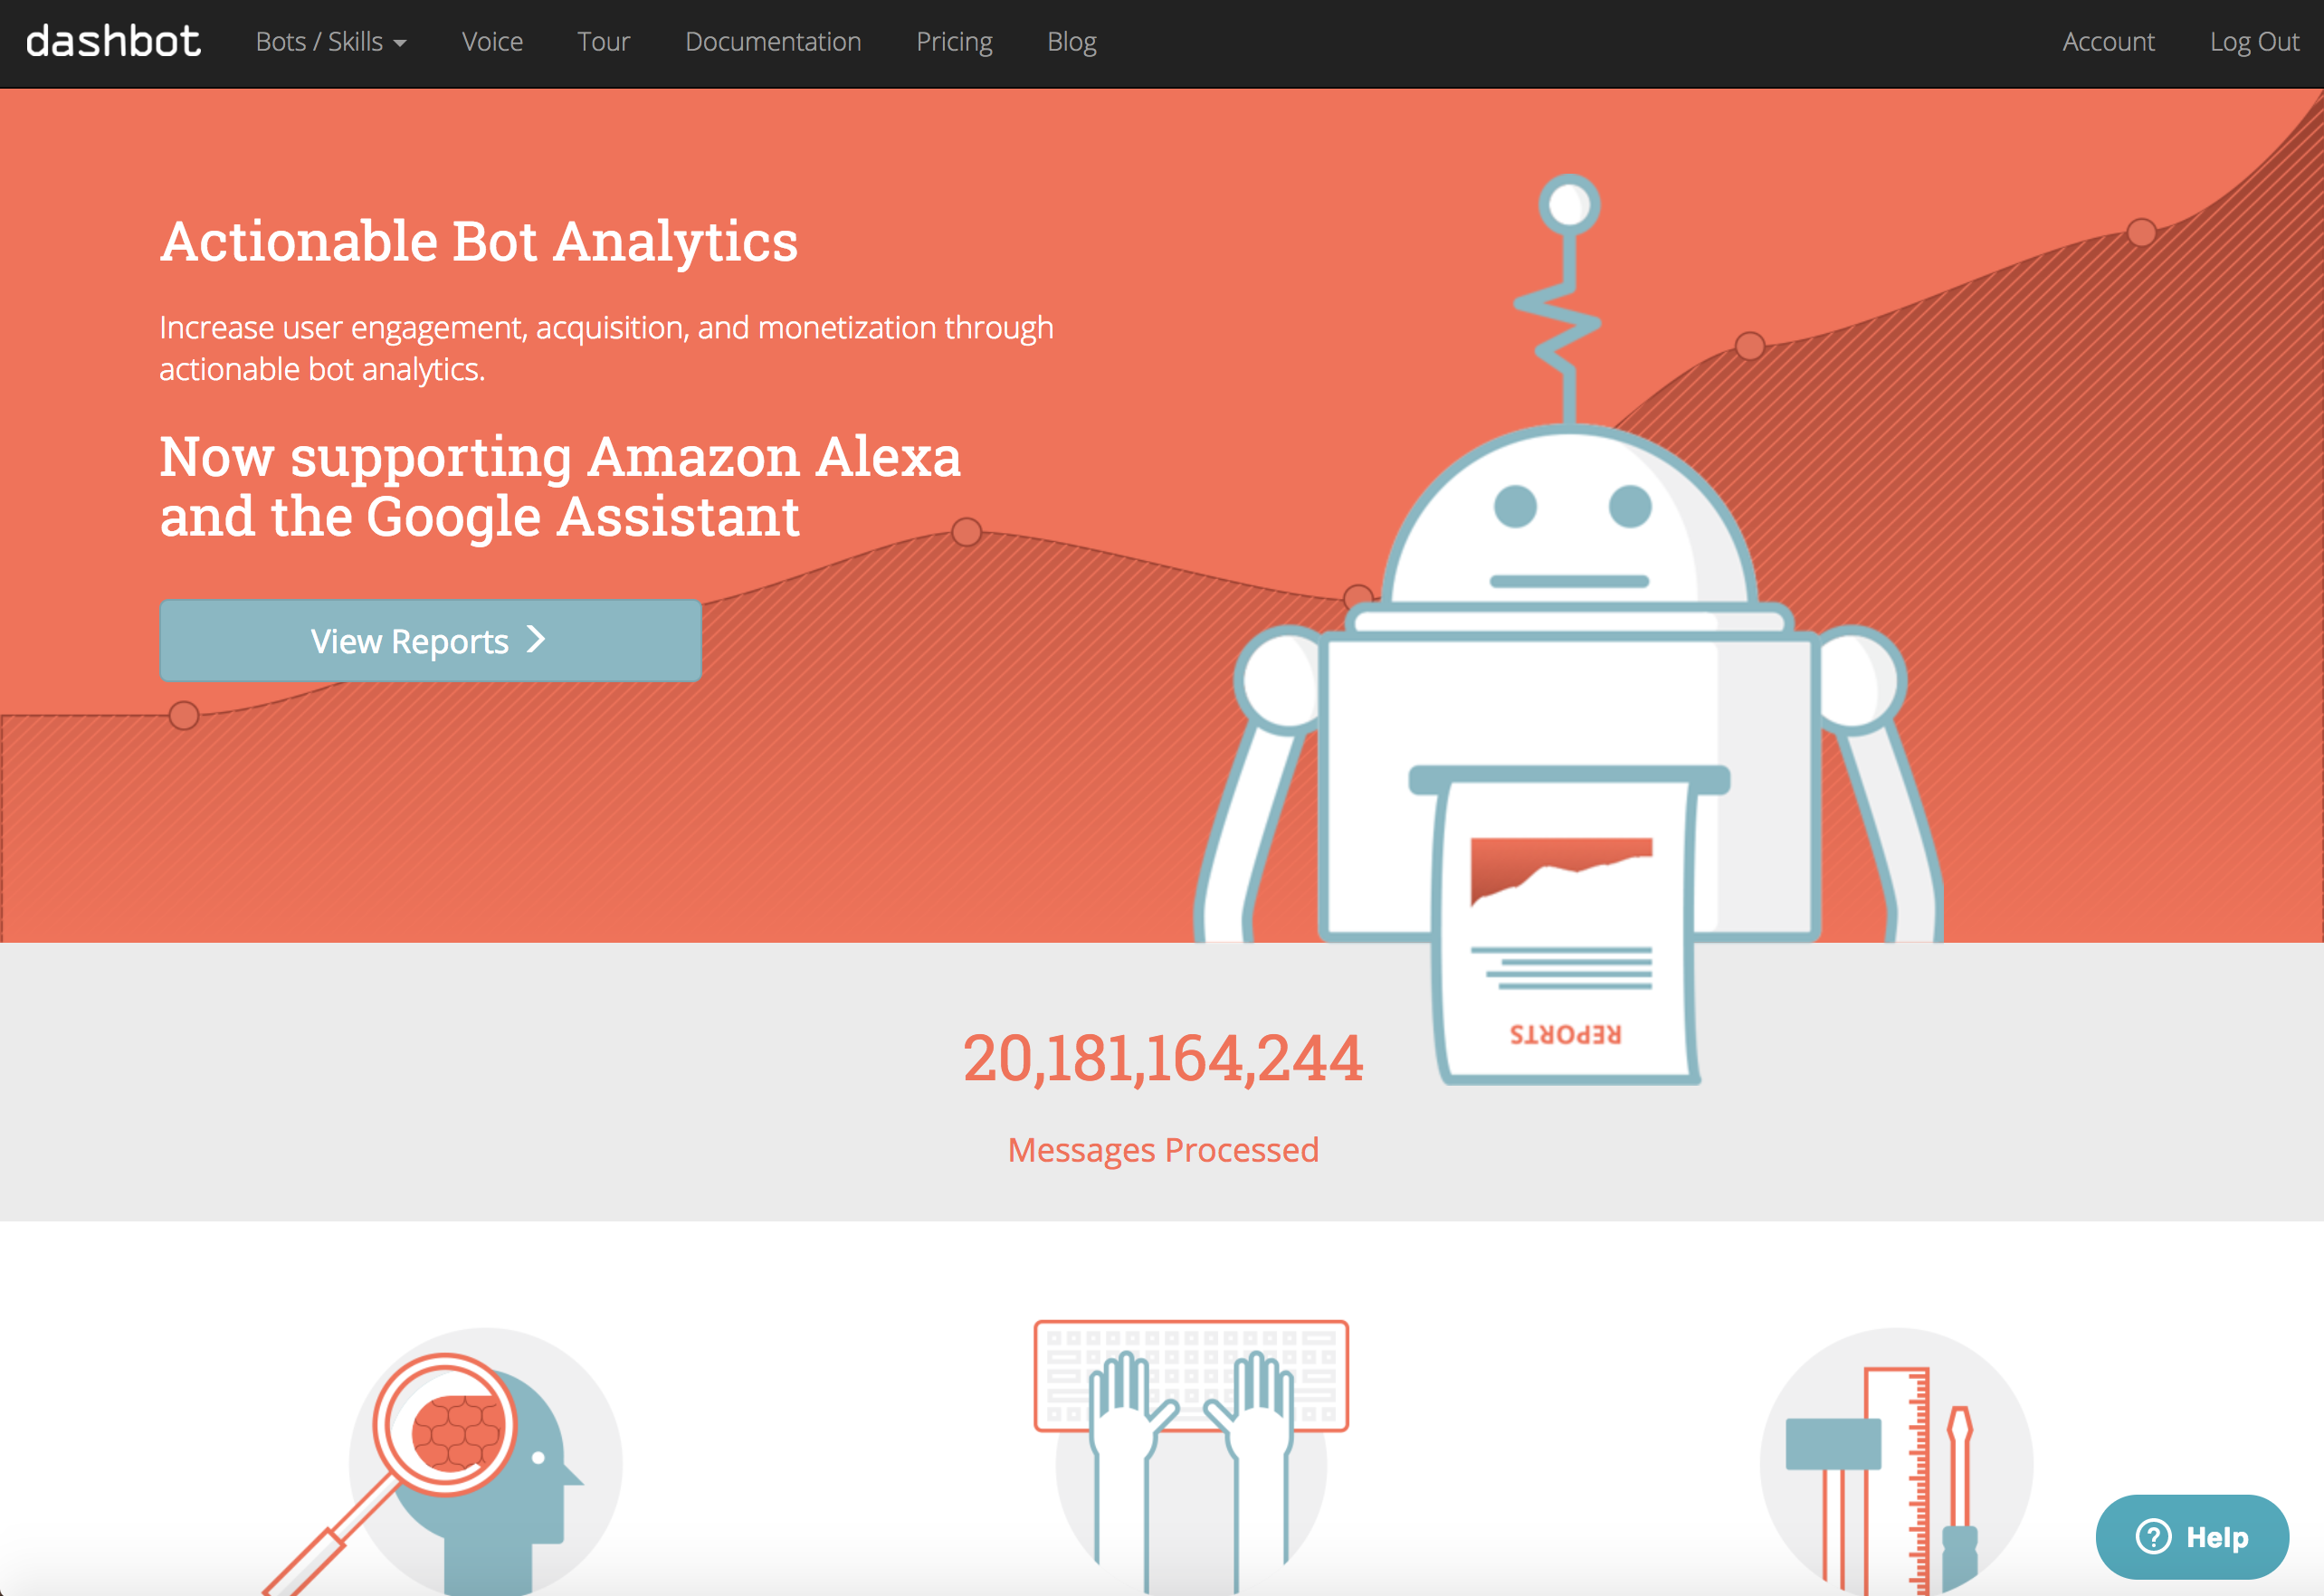 dashbot Bots / Skills Voice Tour Documentation Pricing Blog Account Log Out
Actionable Bot Analytics
Increase user engagement, acquisition, and monetization through
actionable bot analytics.
Now supporting Amazon Alexa
and the Google Assistant
View Reports
REPORTS
20,181,164,244
Messages Processed
? Help